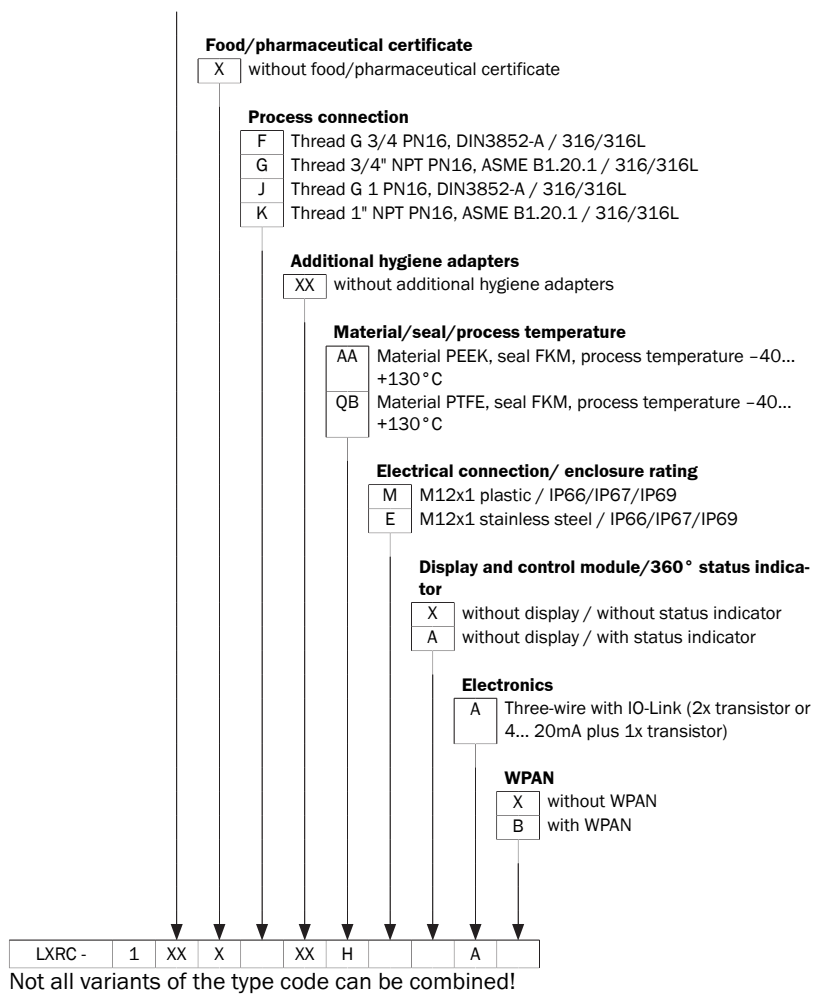 Food/pharmaceutical certificate
X without food/pharmaceutical certificate
Process connection
F Thread G 3/4 PN16, DIN3852-A / 316/316L
G Thread 3/4" NPT PN16, ASME B1.20.1 / 316/316L
J Thread G 1 PN16, DIN3852-A / 316/316L
K Thread 1" NPT PN16, ASME B1.20.1 / 316/316L
Additional hygiene adapters
XX without additional hygiene adapters
Material/seal/process temperature
AA Material PEEK, seal FKM, process temperature –40...
+130°C
QB Material PTFE, seal FKM, process temperature –40...
+130°C
Electrical connection/ enclosure rating
M M12x1 plastic / IP66/IP67/IP69
E M12x1 stainless steel / IP66/IP67/IP69
Display and control module/360° status indica-
tor
X without display / without status indicator
A without display / with status indicator
Electronics
A Three-wire with IO-Link (2x transistor or
4... 20mA plus 1x transistor)
WPAN
X without WPAN
B with WPAN
LXRC - 1 XX X XX H A
Not all variants of the type code can be combined!